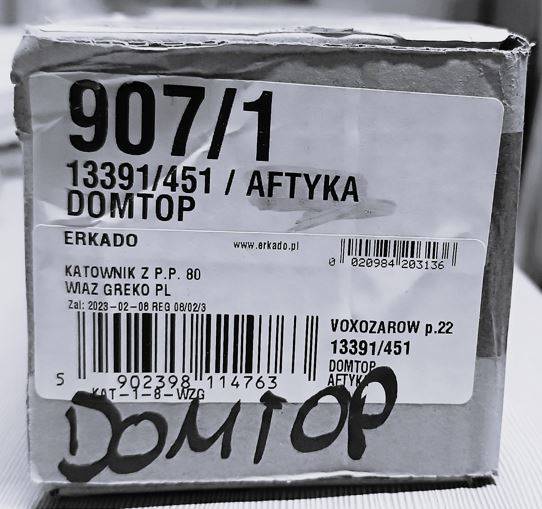 907/1
13391/451 / AFTYKA
DOMTOP
ERKADO www.erkado.pl
0 020984 203136
KATOWNIK Z P.P. 80
WIAZ GREKO PL
Zal: 2023-02-08 REG 08/02/3
VOXOZAROW p.22
13391/451
DOMTOP
AFTYKA
5 902398 114763
KAT-1-8-WZG
DOMTOP